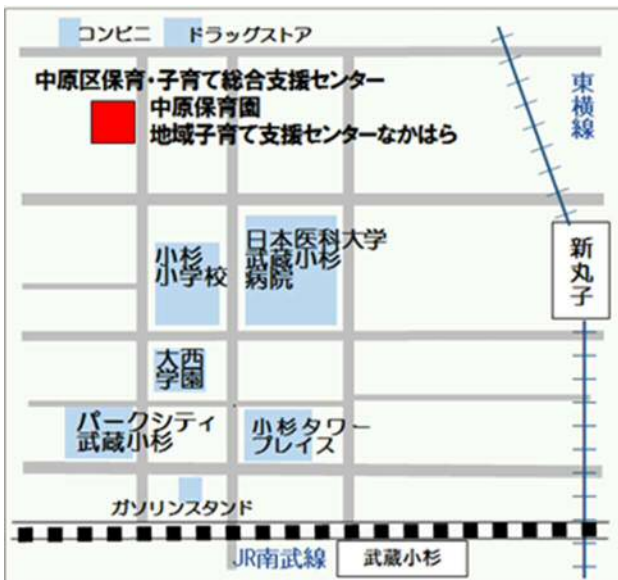 コンビニ
ドラッグストア
中原区保育・子育て総合支援センター
中原保育園
地域子育て支援センターなかはら
東横線
新丸子
小杉
小学校
日本医科大学
武蔵小杉
病院
大西
学園
パークシティ
武蔵小杉
小杉タワー
プレイス
ガソリンスタンド
JR南武線
武蔵小杉